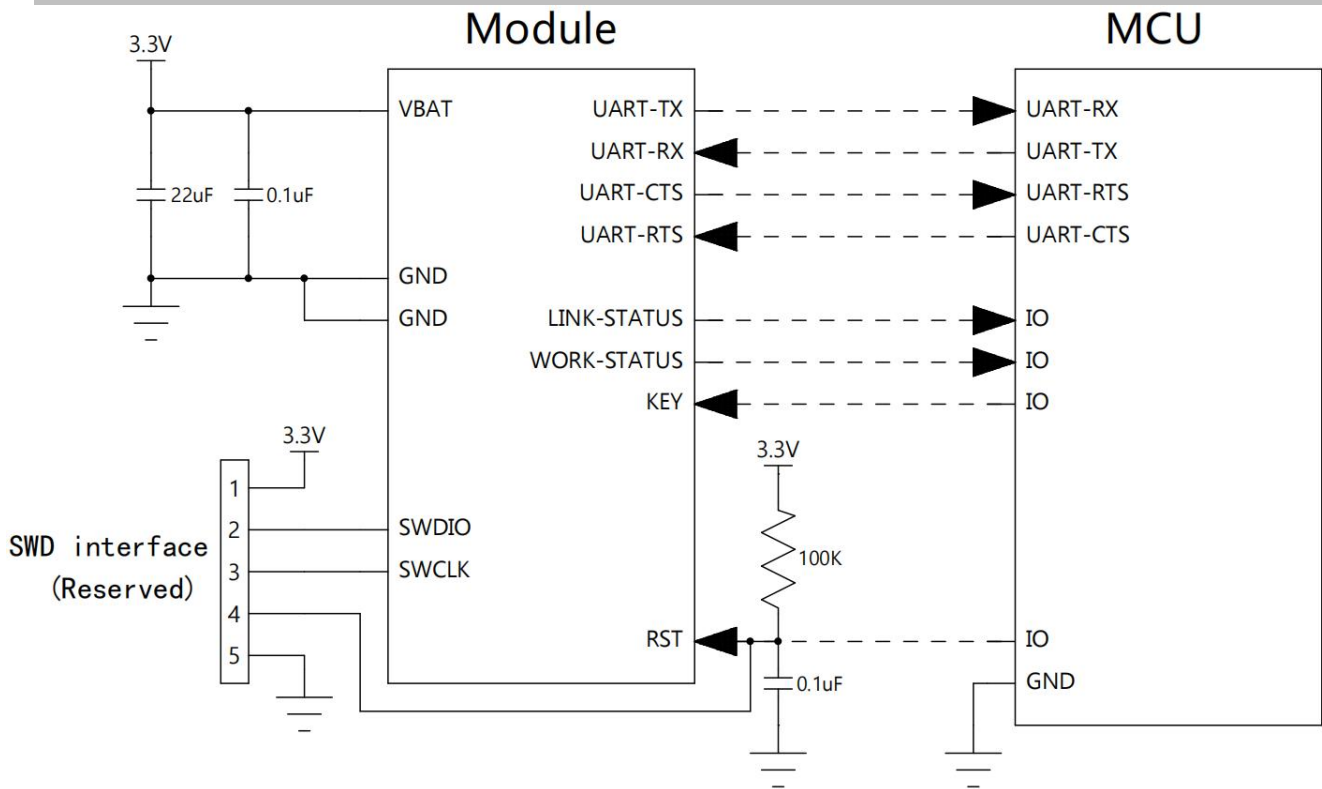 Module
MCU
3.3V
VBAT
UART-TX
UART-RX
UART-RX
UART-TX
22uF
0.1uF
UART-CTS
UART-RTS
UART-RTS
UART-CTS
GND
GND
LINK-STATUS
IO
WORK-STATUS
IO
KEY
IO
3.3V
3.3V
1
2
SWDIO
SWD interface
(Reserved)
3
SWCLK
100K
4
RST
IO
5
0.1uF
GND